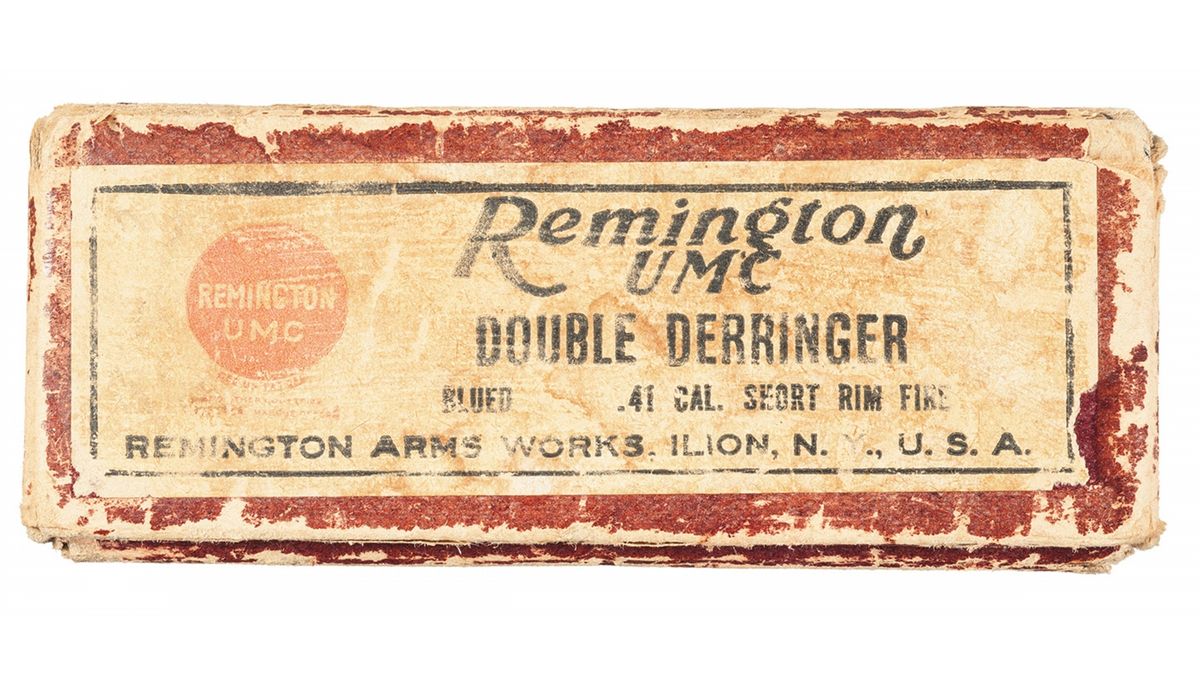 REMINGTON
UMC
Remington
UMC
DOUBLE DERRINGER
BLUED .41 CAL. SHORT RIM FIRE
REMINGTON ARMS WORKS, ILION, N. Y., U. S. A.